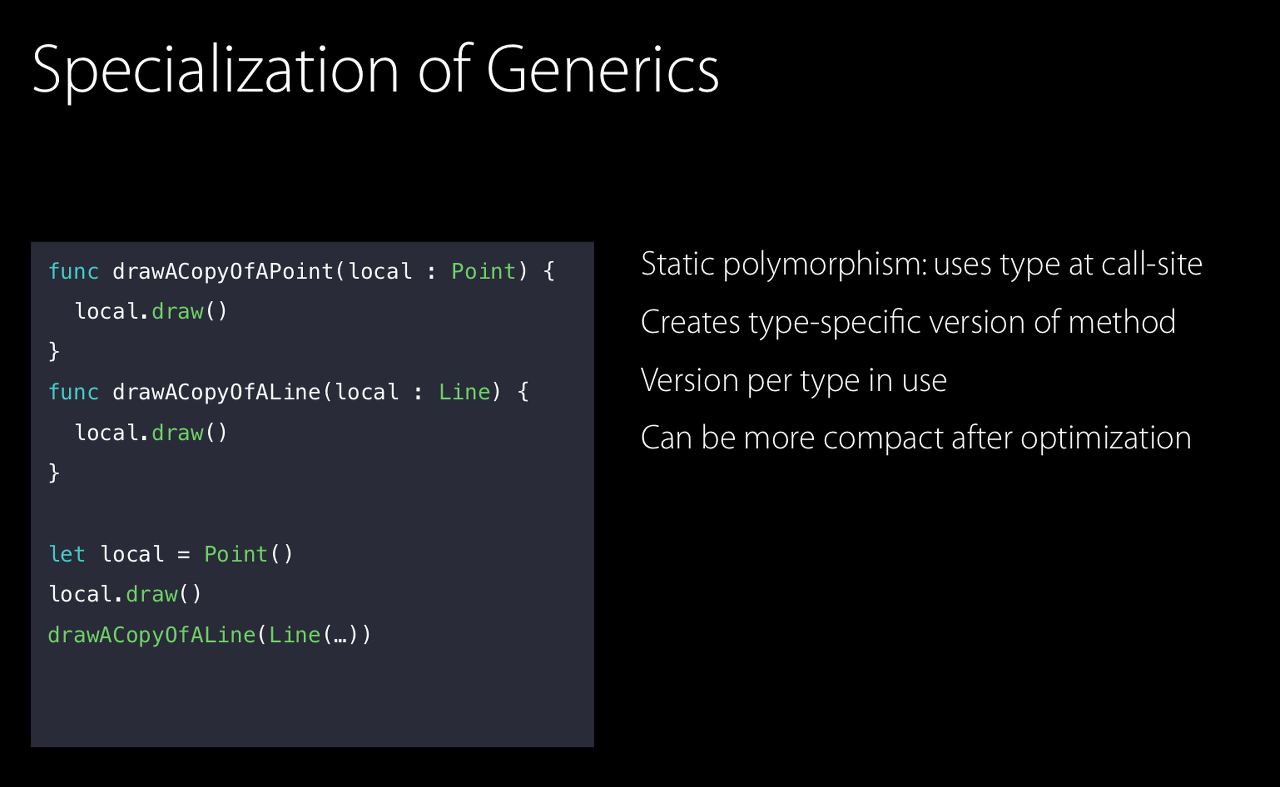 Specialization of Generics
func drawACopyOfAPoint(local : Point) {
  local.draw()
}
func drawACopyOfALine(local : Line) {
  local.draw()
}
let local = Point()
local.draw()
drawACopyOfALine(Line(…))
Static polymorphism: uses type at call-site
Creates type-specific version of method
Version per type in use
Can be more compact after optimization